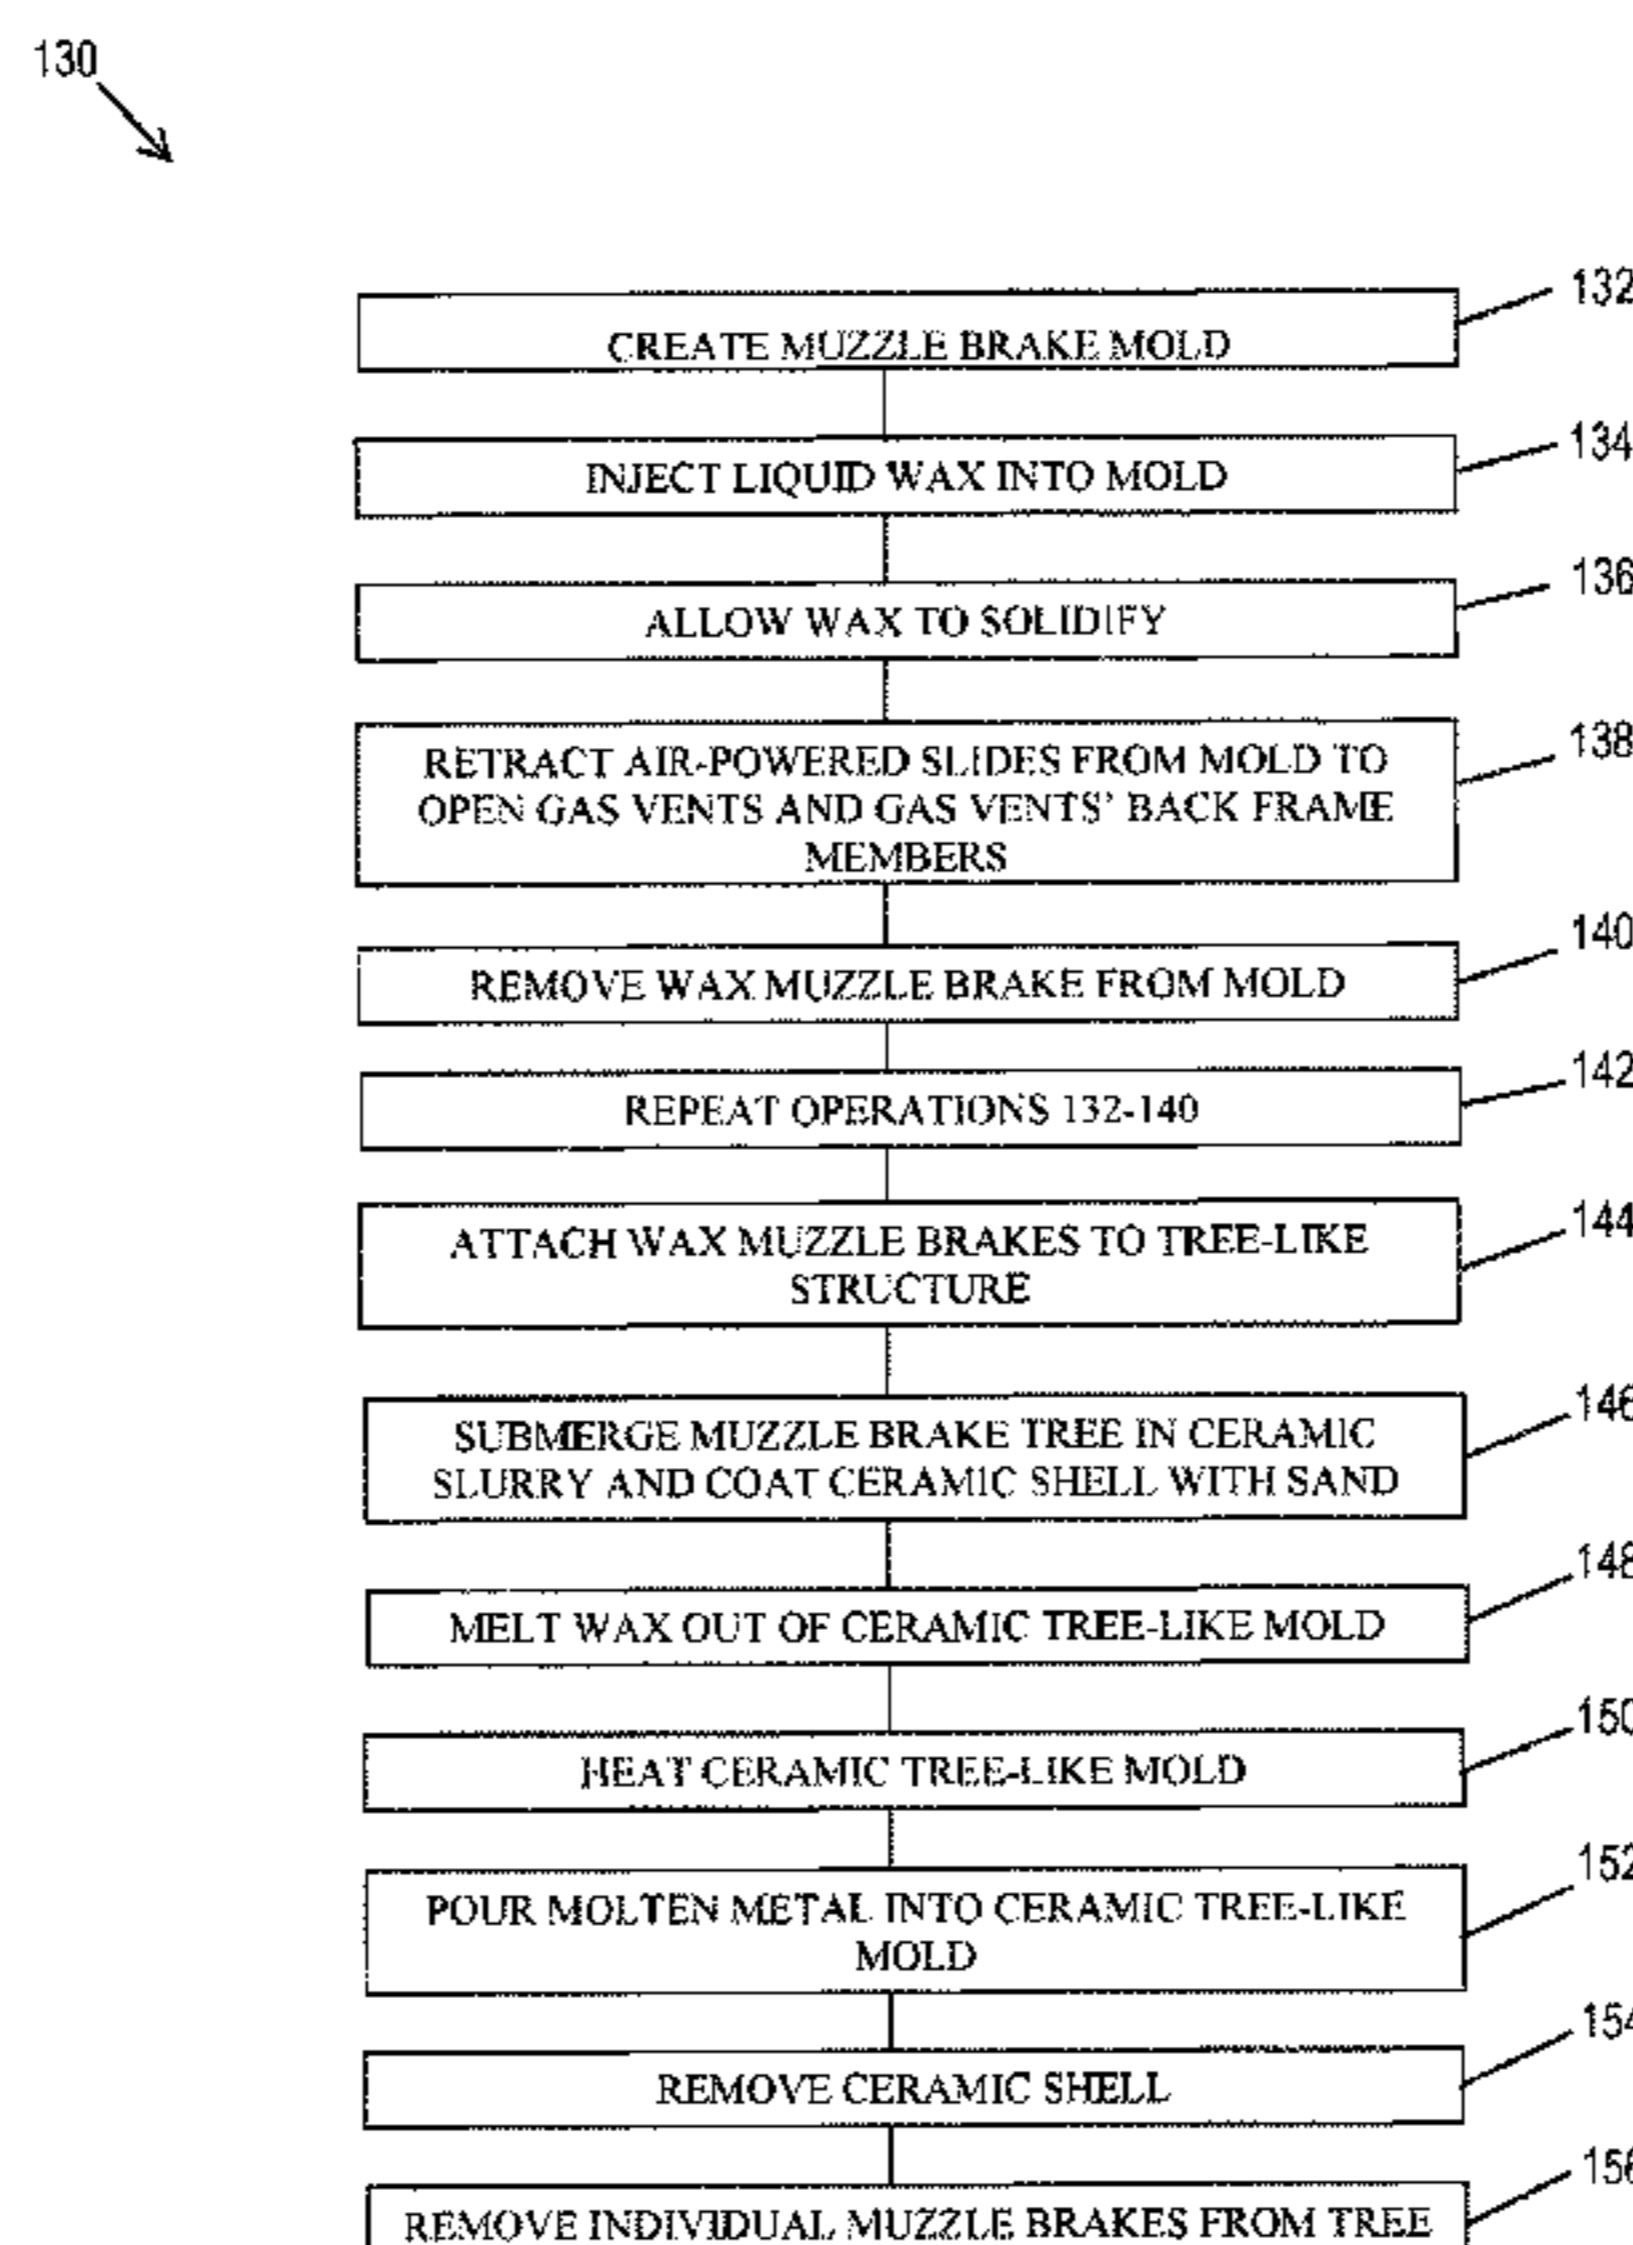 130
CREATE MUZZLE BRAKE MOLD
132
INJECT LIQUID WAX INTO MOLD
134
ALLOW WAX TO SOLIDIFY
136
RETRACT AIR-POWERED SLIDES FROM MOLD TO
OPEN GAS VENTS AND GAS VENTS' BACK FRAME
MEMBERS
138
REMOVE WAX MUZZLE BRAKE FROM MOLD
140
REPEAT OPERATIONS 132-140
142
ATTACH WAX MUZZLE BRAKES TO TREE-LIKE
STRUCTURE
144
SUBMERGE MUZZLE BRAKE TREE IN CERAMIC
SLURRY AND COAT CERAMIC SHELL WITH SAND
146
MELT WAX OUT OF CERAMIC TREE-LIKE MOLD
148
HEAT CERAMIC TREE-LIKE MOLD
150
POUR MOLTEN METAL INTO CERAMIC TREE-LIKE
MOLD
152
REMOVE CERAMIC SHELL
154
REMOVE INDIVIDUAL MUZZLE BRAKES FROM TREE
156